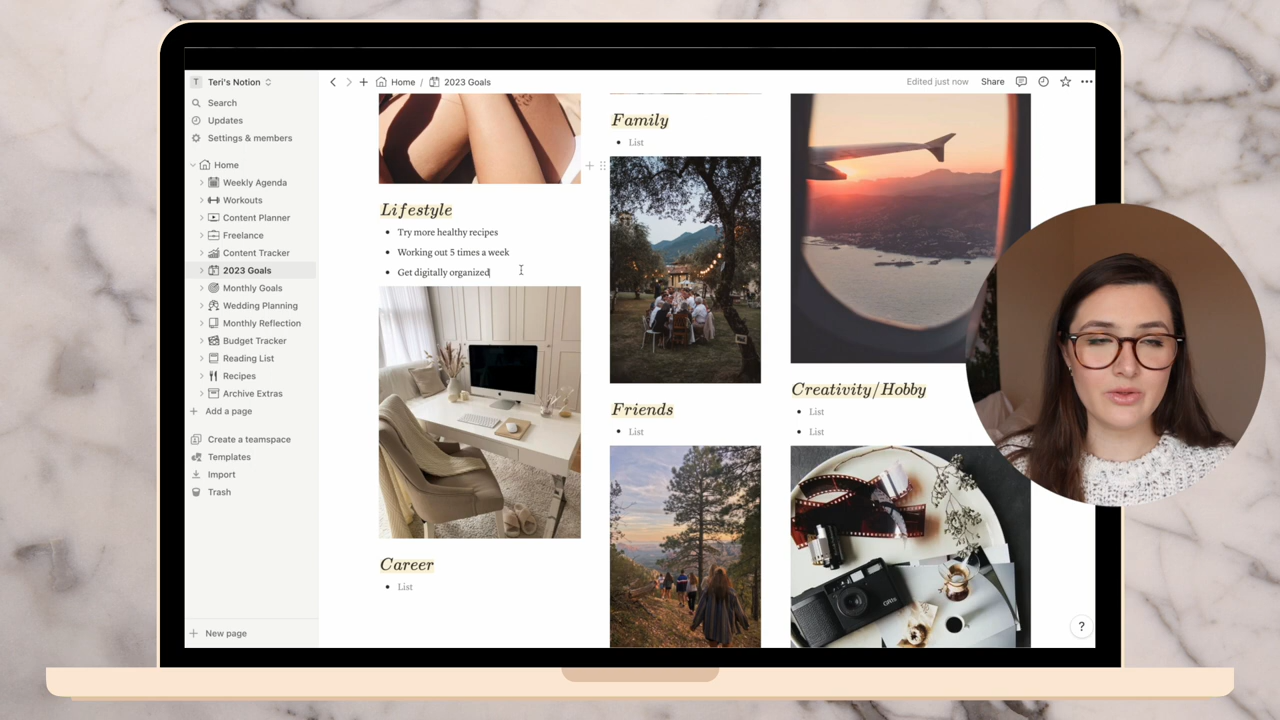 Teri's Notion
Search
Updates
Settings & members
Home
Weekly Agenda
Workouts
Content Planner
Freelance
Content Tracker
2023 Goals
Monthly Goals
Wedding Planning
Monthly Reflection
Budget Tracker
Reading List
Recipes
Archive Extras
Add a page
Create a teamspace
Templates
Import
Trash
New page
Home / 2023 Goals
Edited just now Share
Lifestyle
Try more healthy recipes
Working out 5 times a week
Get digitally organized
Career
List
Family
List
Friends
List
Creativity/Hobby
List
List
?